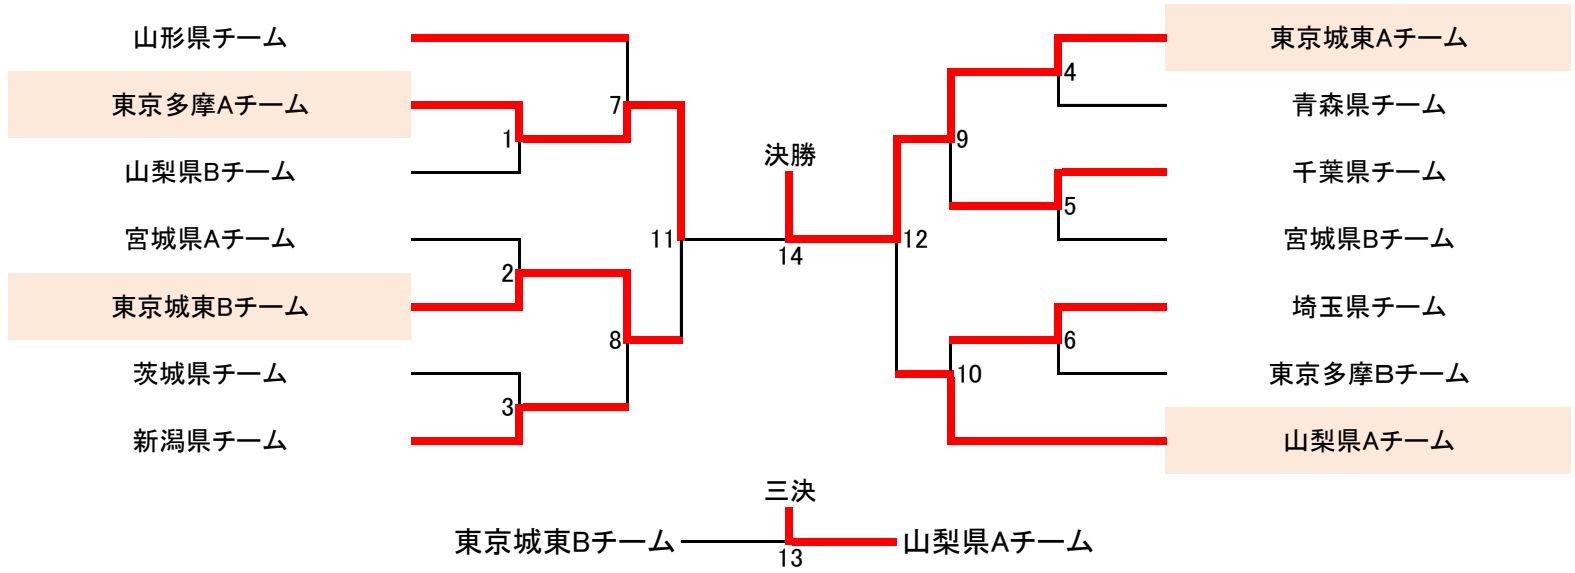 山形県チーム
東京多摩Aチーム
山梨県Bチーム
宮城県Aチーム
東京城東Bチーム
茨城県チーム
新潟県チーム
1
2
3
7
8
11
決勝
14
12
9
10
4
5
6
東京城東Aチーム
青森県チーム
千葉県チーム
宮城県Bチーム
埼玉県チーム
東京多摩Bチーム
山梨県Aチーム
三決
東京城東Bチーム
山梨県Aチーム
13